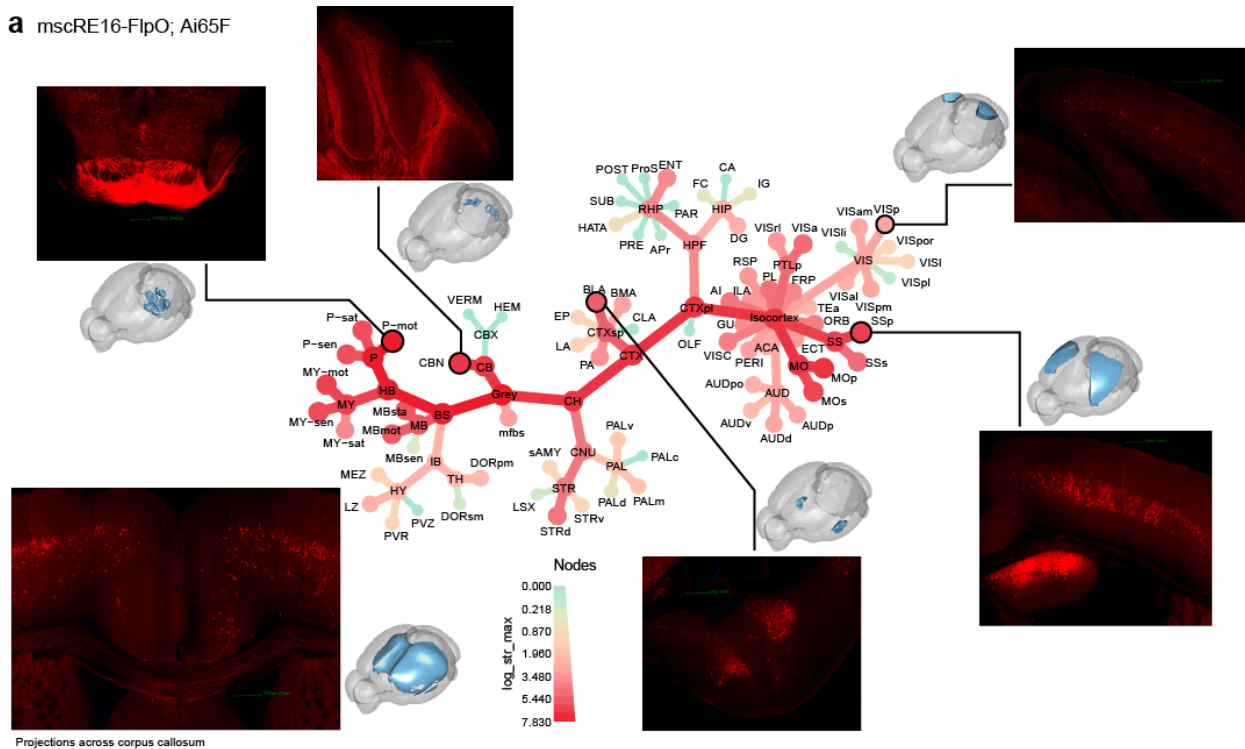 a mscRE16-FlpO; Ai65F
POST
ProS
ENT
CA
FC
IG
SUB
RHP
PAR
HIP
HATA
PRE
APr
HPF
DG
VISrl
VISa
VISam
VISp
VISli
VISpor
RSP
PTLp
VIS
VISl
PL
FRP
VISpl
AI
ILA
TEa
VISal
VISpm
BLA
BMA
CTXpl
Isocortex
ORB
SSp
EP
CTXsp
CLA
GU
SS
LA
OLF
VISC
ACA
ECT
PA
CTX
PERI
MO
MOp
SSs
VERM
HEM
CBX
MOs
P-sat
P-mot
CBN
CB
AUDpo
AUD
P-sen
P
AUDv
AUDd
AUDp
MY-mot
HB
Grey
CH
MY
MBsta
BS
MY-sen
MBmot
MB
mfbs
MY-sat
MBsen
IB
PALv
DORpm
sAMY
CNU
PAL
PALc
MEZ
TH
HY
STR
LZ
LSX
PALd
PALm
PVR
PVZ
DORsm
STRd
STRv
Nodes
0.000
0.218
0.870
1.960
3.480
5.440
7.830
log_str_max
Projections across corpus callosum